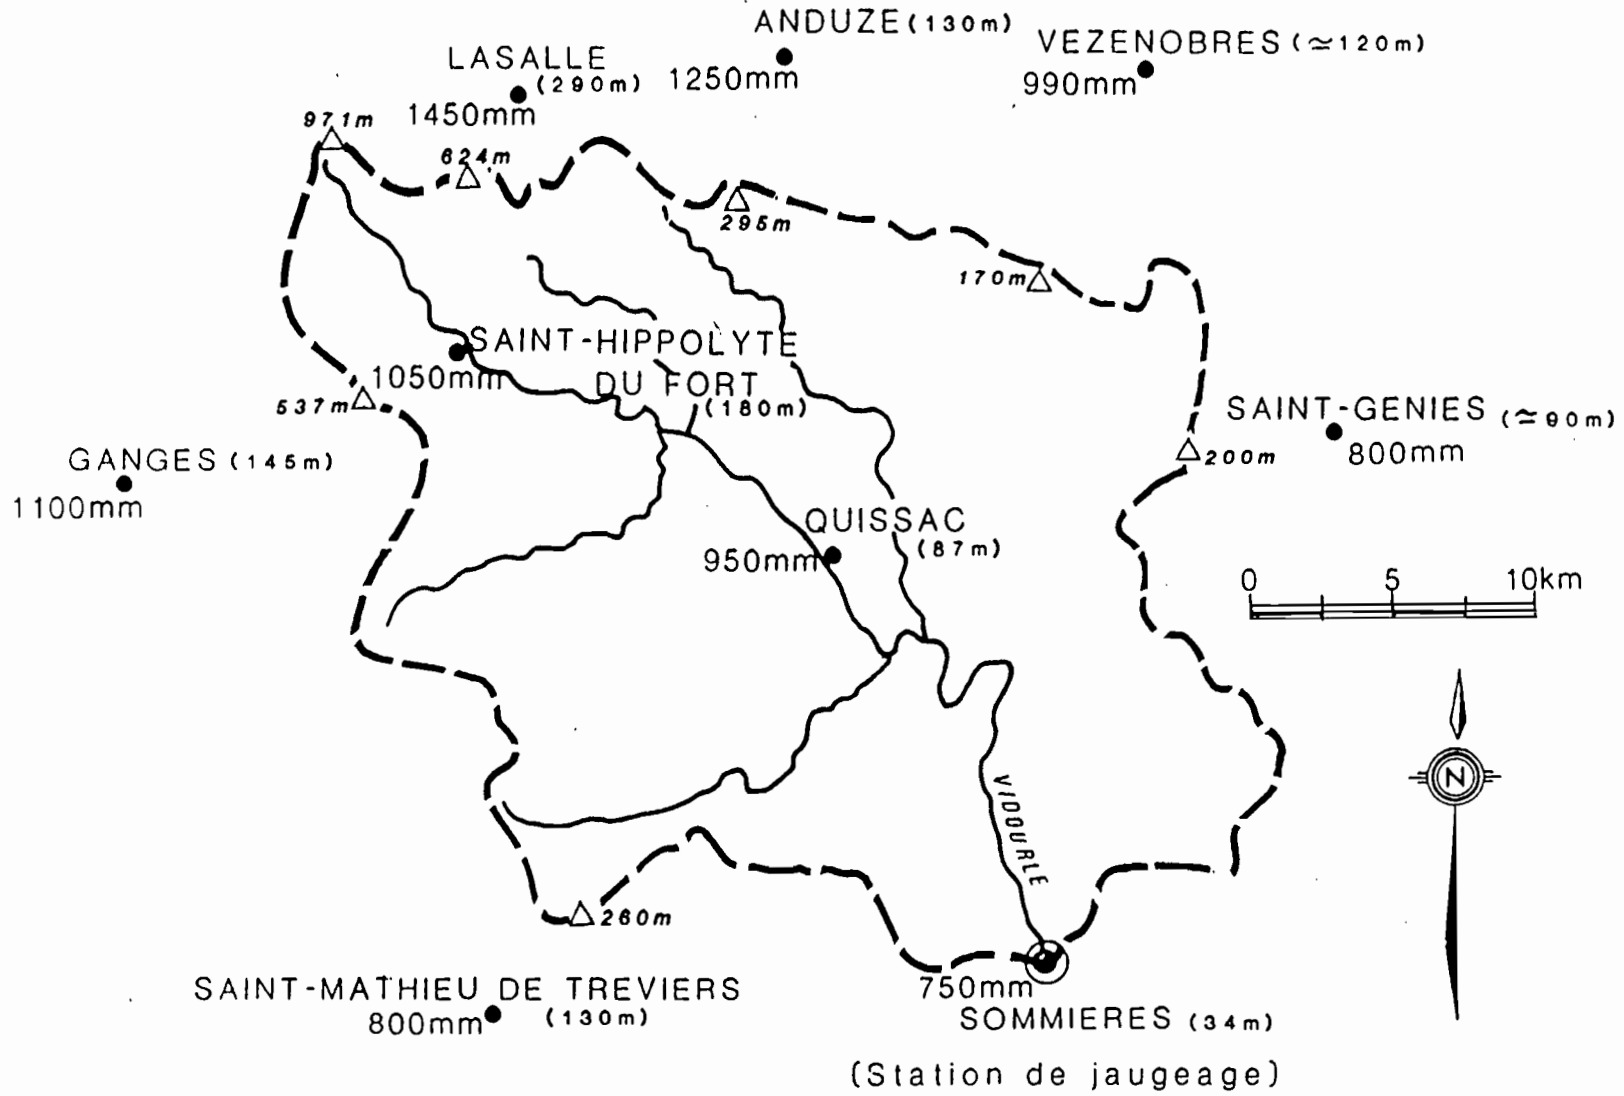 ANDUZE (130m)
1250mm
VEZENOBRES (≃120m)
990mm
LASALLE
(290m)
1450mm
971m
624m
295m
170m
SAINT-HIPPOLYTE
DU FORT
(180m)
1050mm
537m
GANGES (145m)
1100mm
SAINT-GENIES (≃90m)
800mm
200m
QUISSAC
(87m)
950mm
0 5 10km
N
VIDOURLE
260m
SAINT-MATHIEU DE TREVIERS
800mm (130m)
750mm
SOMMIERES (34m)
(Station de jaugeage)